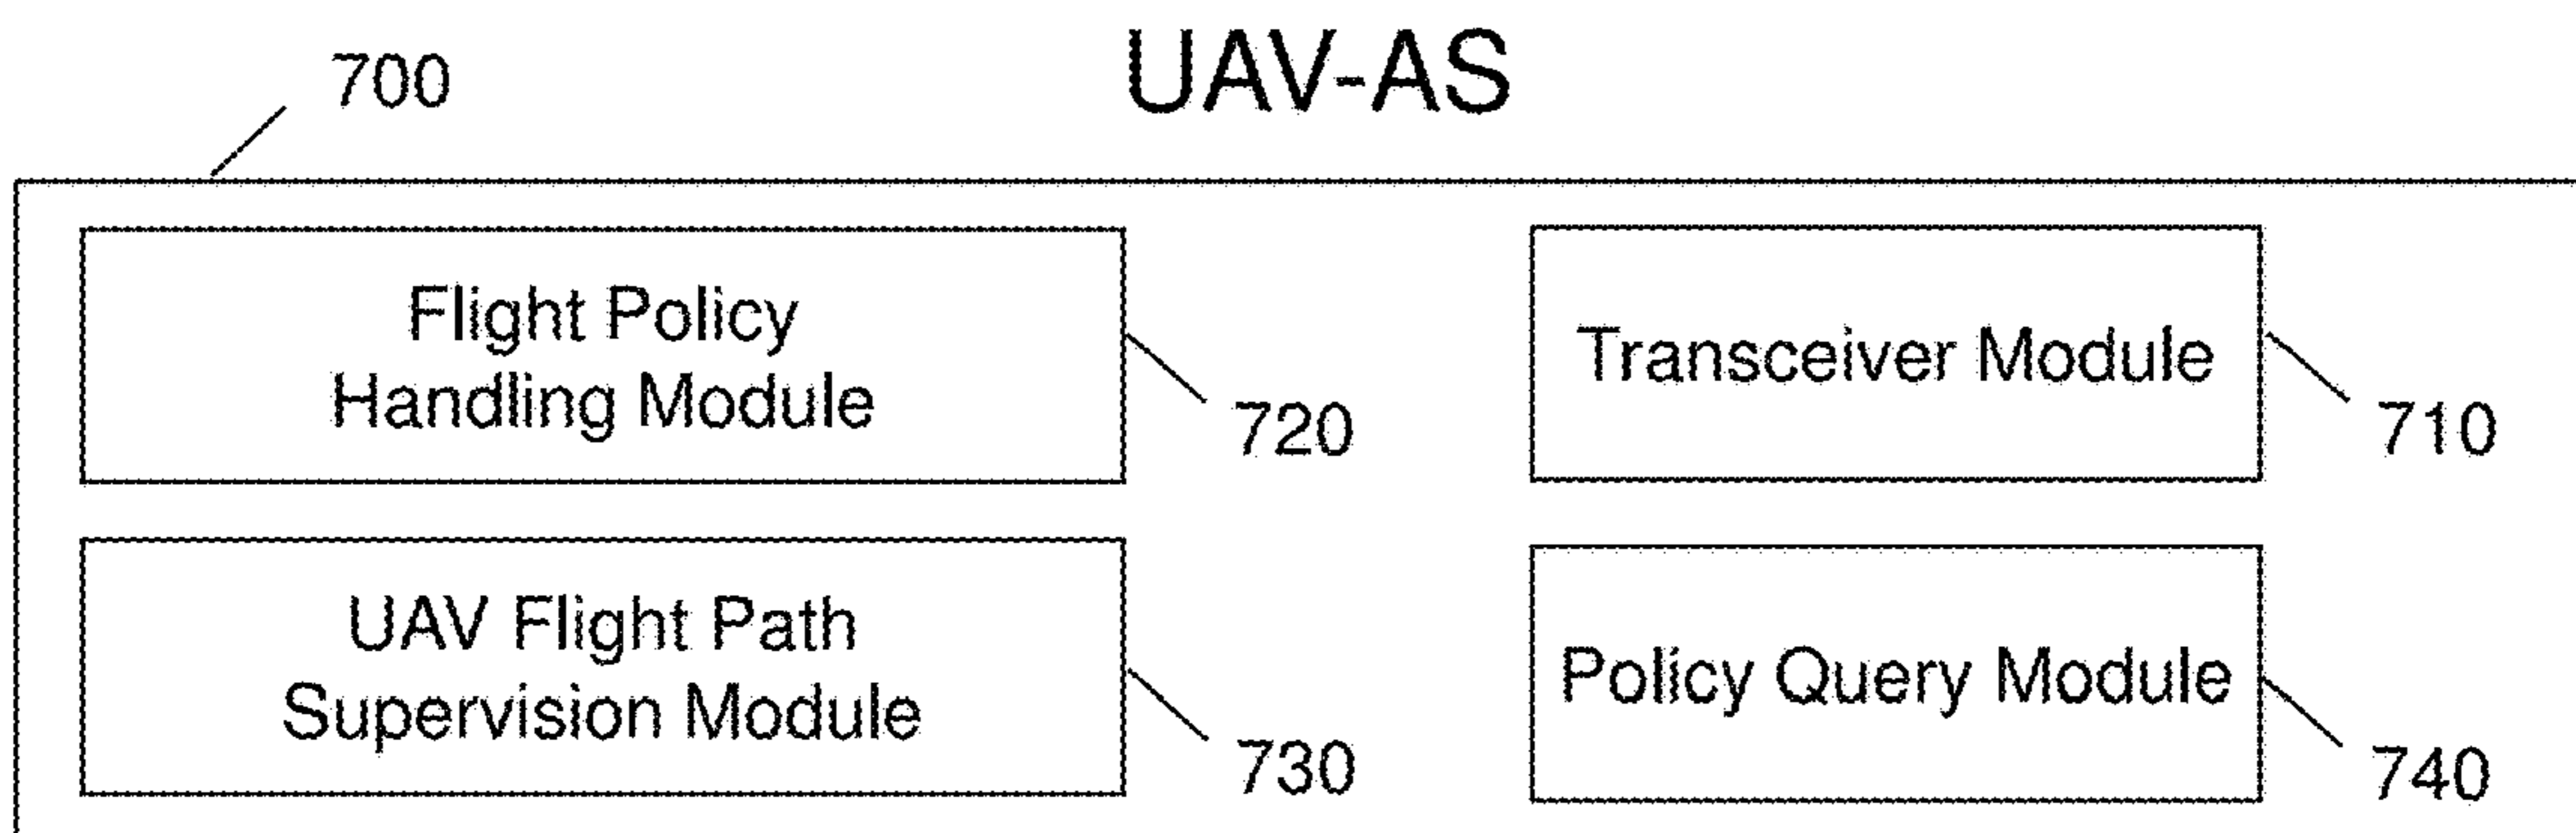 UAV-AS
700
Flight Policy
Handling Module
720
Transceiver Module
710
UAV Flight Path
Supervision Module
730
Policy Query Module
740